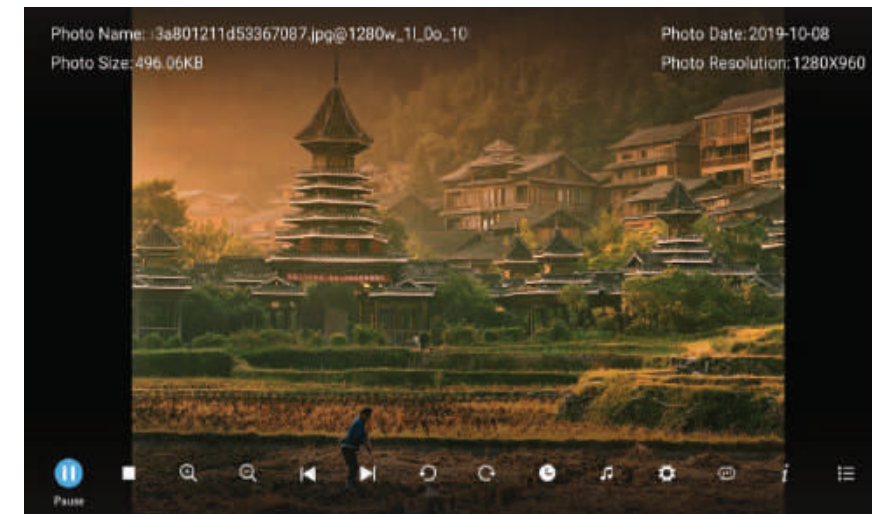 Photo Name: 3a801211d53367087.jpg@1280w_1l_0o_10
Photo Size:496.06KB
Photo Date:2019-10-08
Photo Resolution:1280X960
Pause